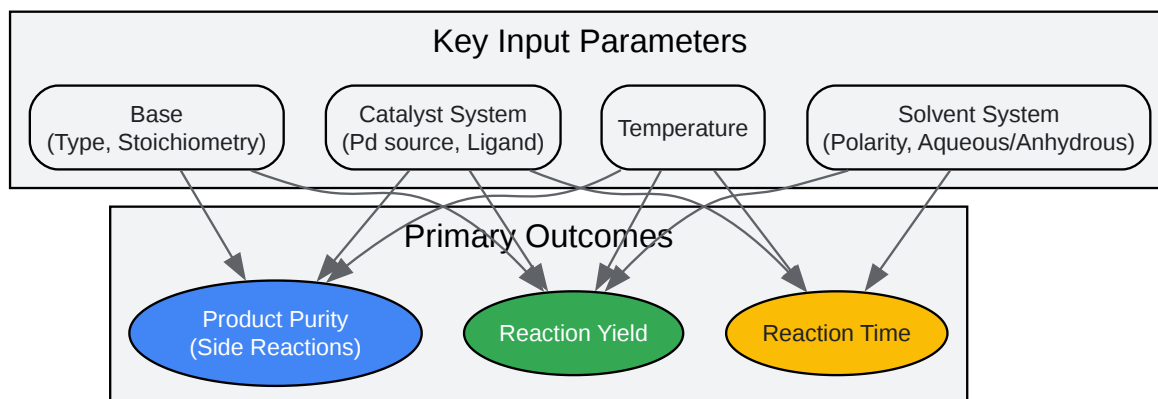 Key Input Parameters
Base
(Type, Stoichiometry)
Catalyst System
(Pd source, Ligand)
Temperature
Solvent System
(Polarity, Aqueous/Anhydrous)
Primary Outcomes
Product Purity
(Side Reactions)
Reaction Yield
Reaction Time